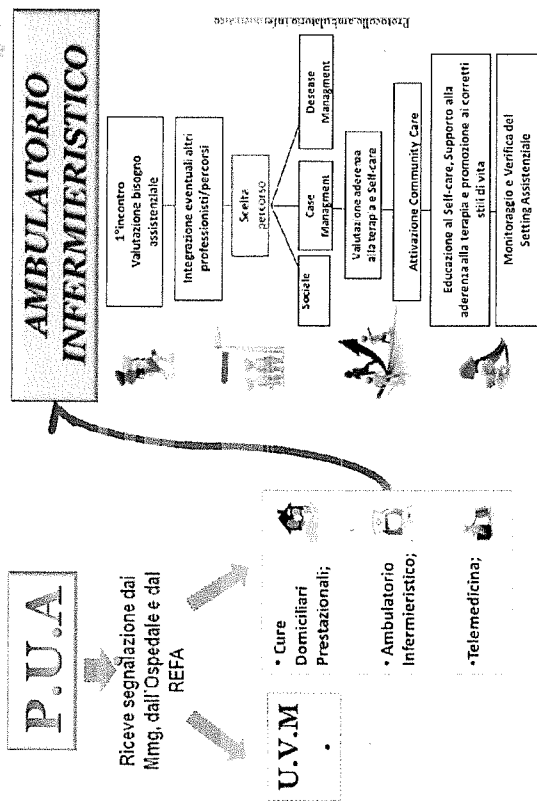 P.U.A
Riceve segnalazione dai
Mmg, dall'Ospedale e dal
REFA
U.V.M
•
• Cure
Domiciliari
Prestazionali;
• Ambulatorio
Infermieristico;
•Telemedicina;
AMBULATORIO
INFERMIERISTICO
1°incontro
Valutazione bisogno
assistenziale
Integrazione eventuali altri
professionisti/percorsi
Scelta
percorso
Sociale
Case
Managment
Desease
Managment
Valutazione aderenza
alla terapia e Self-care
Attivazione Community Care
Educazione al Self-care, Supporto alla
aderenza alla terapia e promozione ai corretti
stili di vita
Monitoraggio e Verifica del
Setting Assistenziale
Protocollo ambulatorio infermieristico